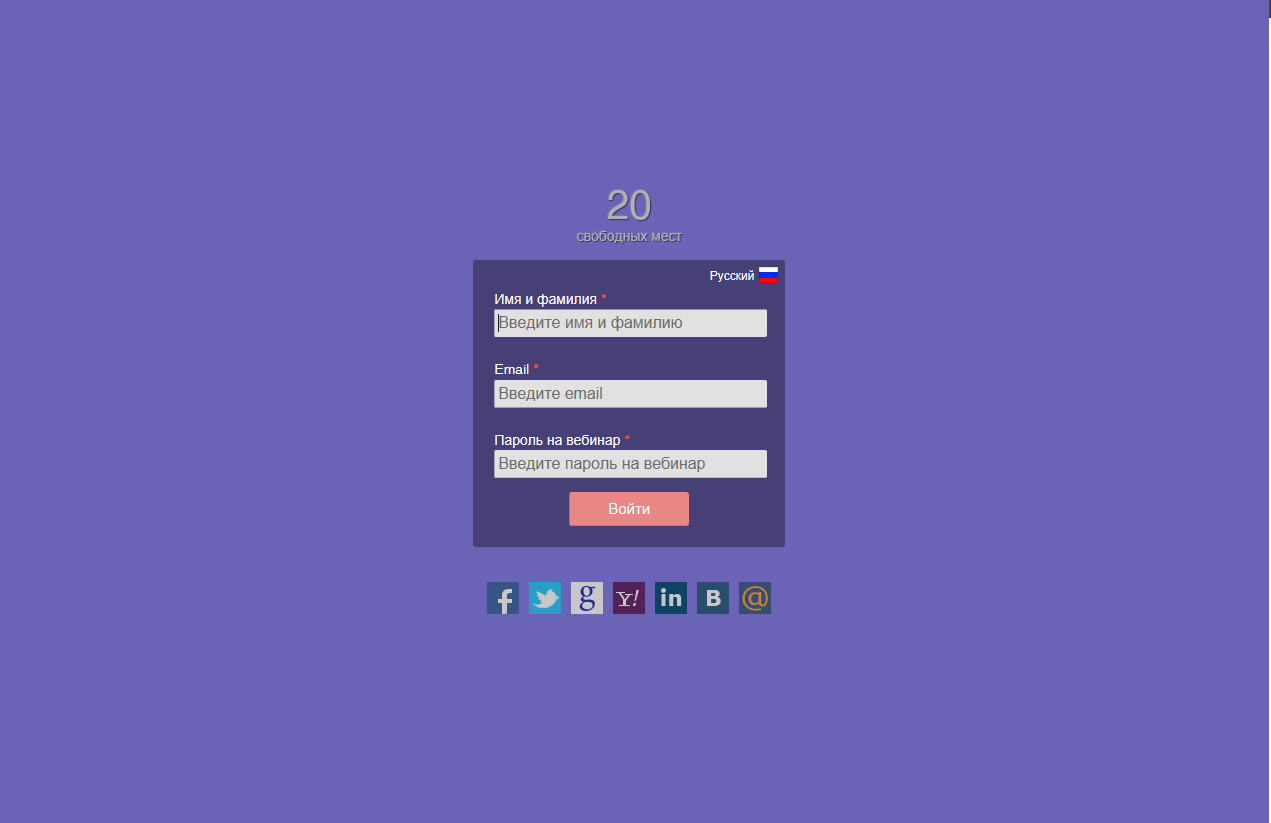 20
свободных мест
Русский
Имя и фамилия *
Введите имя и фамилию
Email *
Введите email
Пароль на вебинар *
Введите пароль на вебинар
Войти
f g Y! in B @